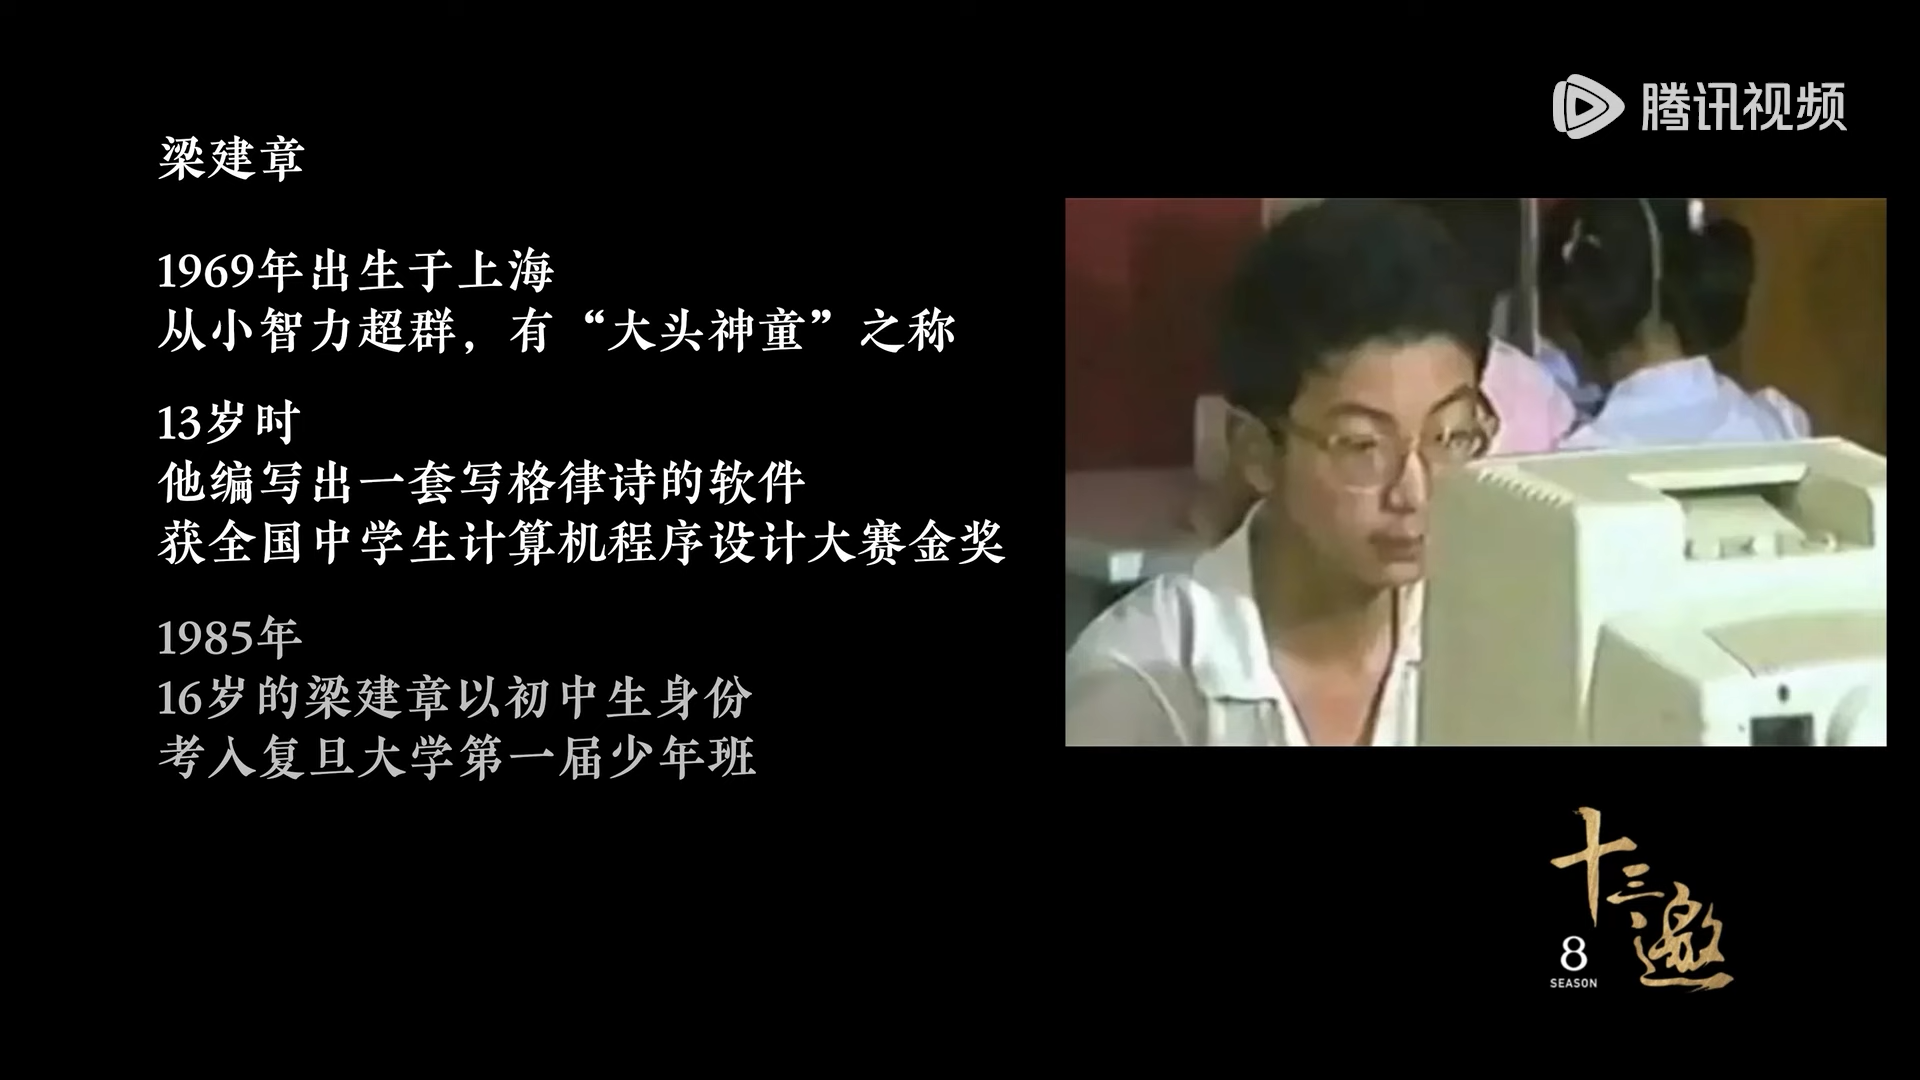 腾讯视频
梁建章
1969年出生于上海
从小智力超群，有“大头神童”之称
13岁时
他编写出一套写格律诗的软件
获全国中学生计算机程序设计大赛金奖
1985年
16岁的梁建章以初中生身份
考入复旦大学第一届少年班
十三邀
8
SEASON